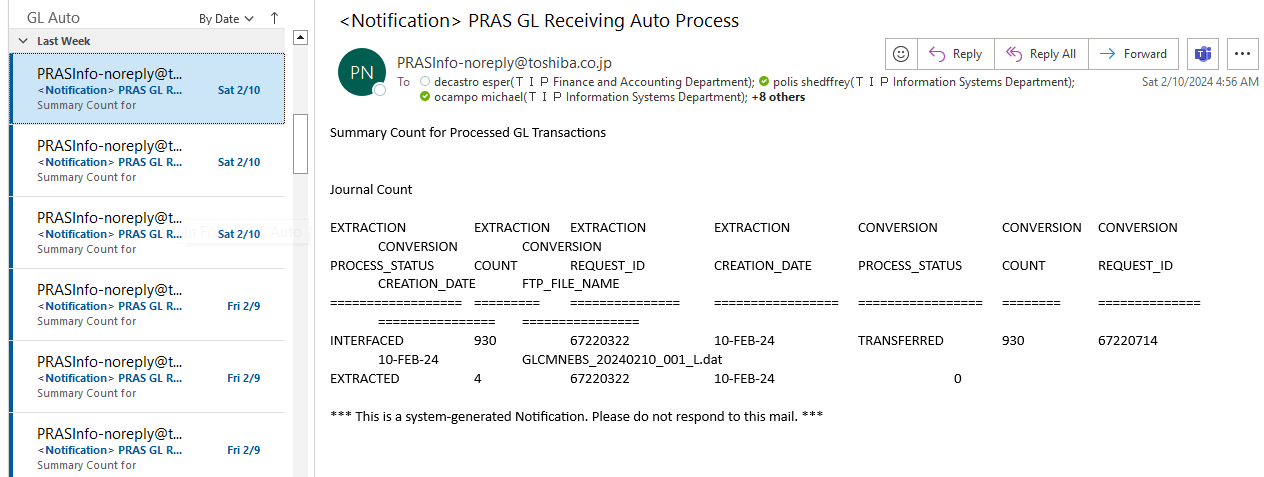 GL Auto
By Date
Last Week
PRASInfo-noreply@t...
<Notification> PRAS GL R...
Sat 2/10
Summary Count for
PRASInfo-noreply@t...
<Notification> PRAS GL R...
Sat 2/10
Summary Count for
PRASInfo-noreply@t...
<Notification> PRAS GL R...
Sat 2/10
Summary Count for
PRASInfo-noreply@t...
<Notification> PRAS GL R...
Fri 2/9
Summary Count for
PRASInfo-noreply@t...
<Notification> PRAS GL R...
Fri 2/9
Summary Count for
PRASInfo-noreply@t...
<Notification> PRAS GL R...
Fri 2/9
Summary Count for
<Notification> PRAS GL Receiving Auto Process
PN
PRASInfo-noreply@toshiba.co.jp
Reply Reply All Forward
To decastro esper(ＴＩＰ Finance and Accounting Department); polis shedffrey(ＴＩＰ Information Systems Department);
ocampo michael(ＴＩＰ Information Systems Department); +8 others
Sat 2/10/2024 4:56 AM
Summary Count for Processed GL Transactions
Journal Count
EXTRACTION EXTRACTION EXTRACTION EXTRACTION CONVERSION CONVERSION CONVERSION
CONVERSION CONVERSION
PROCESS_STATUS COUNT REQUEST_ID CREATION_DATE PROCESS_STATUS COUNT REQUEST_ID
CREATION_DATE FTP_FILE_NAME
================== ========= =============== ================= ================= ======== ==============
================ ================
INTERFACED 930 67220322 10-FEB-24 TRANSFERRED 930 67220714
10-FEB-24 GLCMNEBS_20240210_001_L.dat
EXTRACTED 4 67220322 10-FEB-24 0
*** This is a system-generated Notification. Please do not respond to this mail. ***